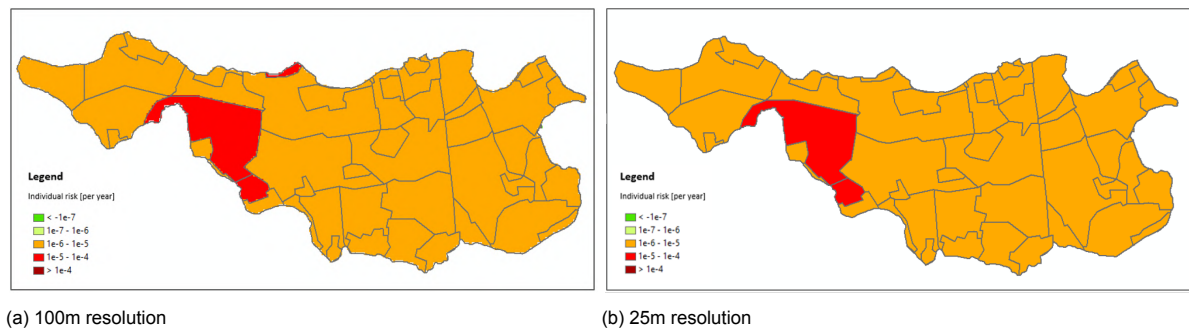 Legend
Individual risk [per year]
< -1e-7
1e-7 - 1e-6
1e-6 - 1e-5
1e-5 - 1e-4
> 1e-4
(a) 100m resolution
Legend
Individual risk [per year]
< -1e-7
1e-7 - 1e-6
1e-6 - 1e-5
1e-5 - 1e-4
> 1e-4
(b) 25m resolution